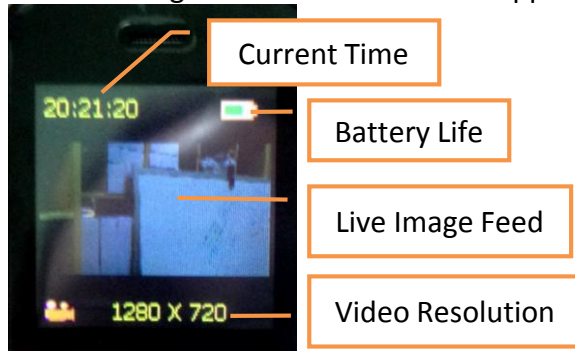 Current Time
20:21:20
Battery Life
Live Image Feed
1280 X 720
Video Resolution